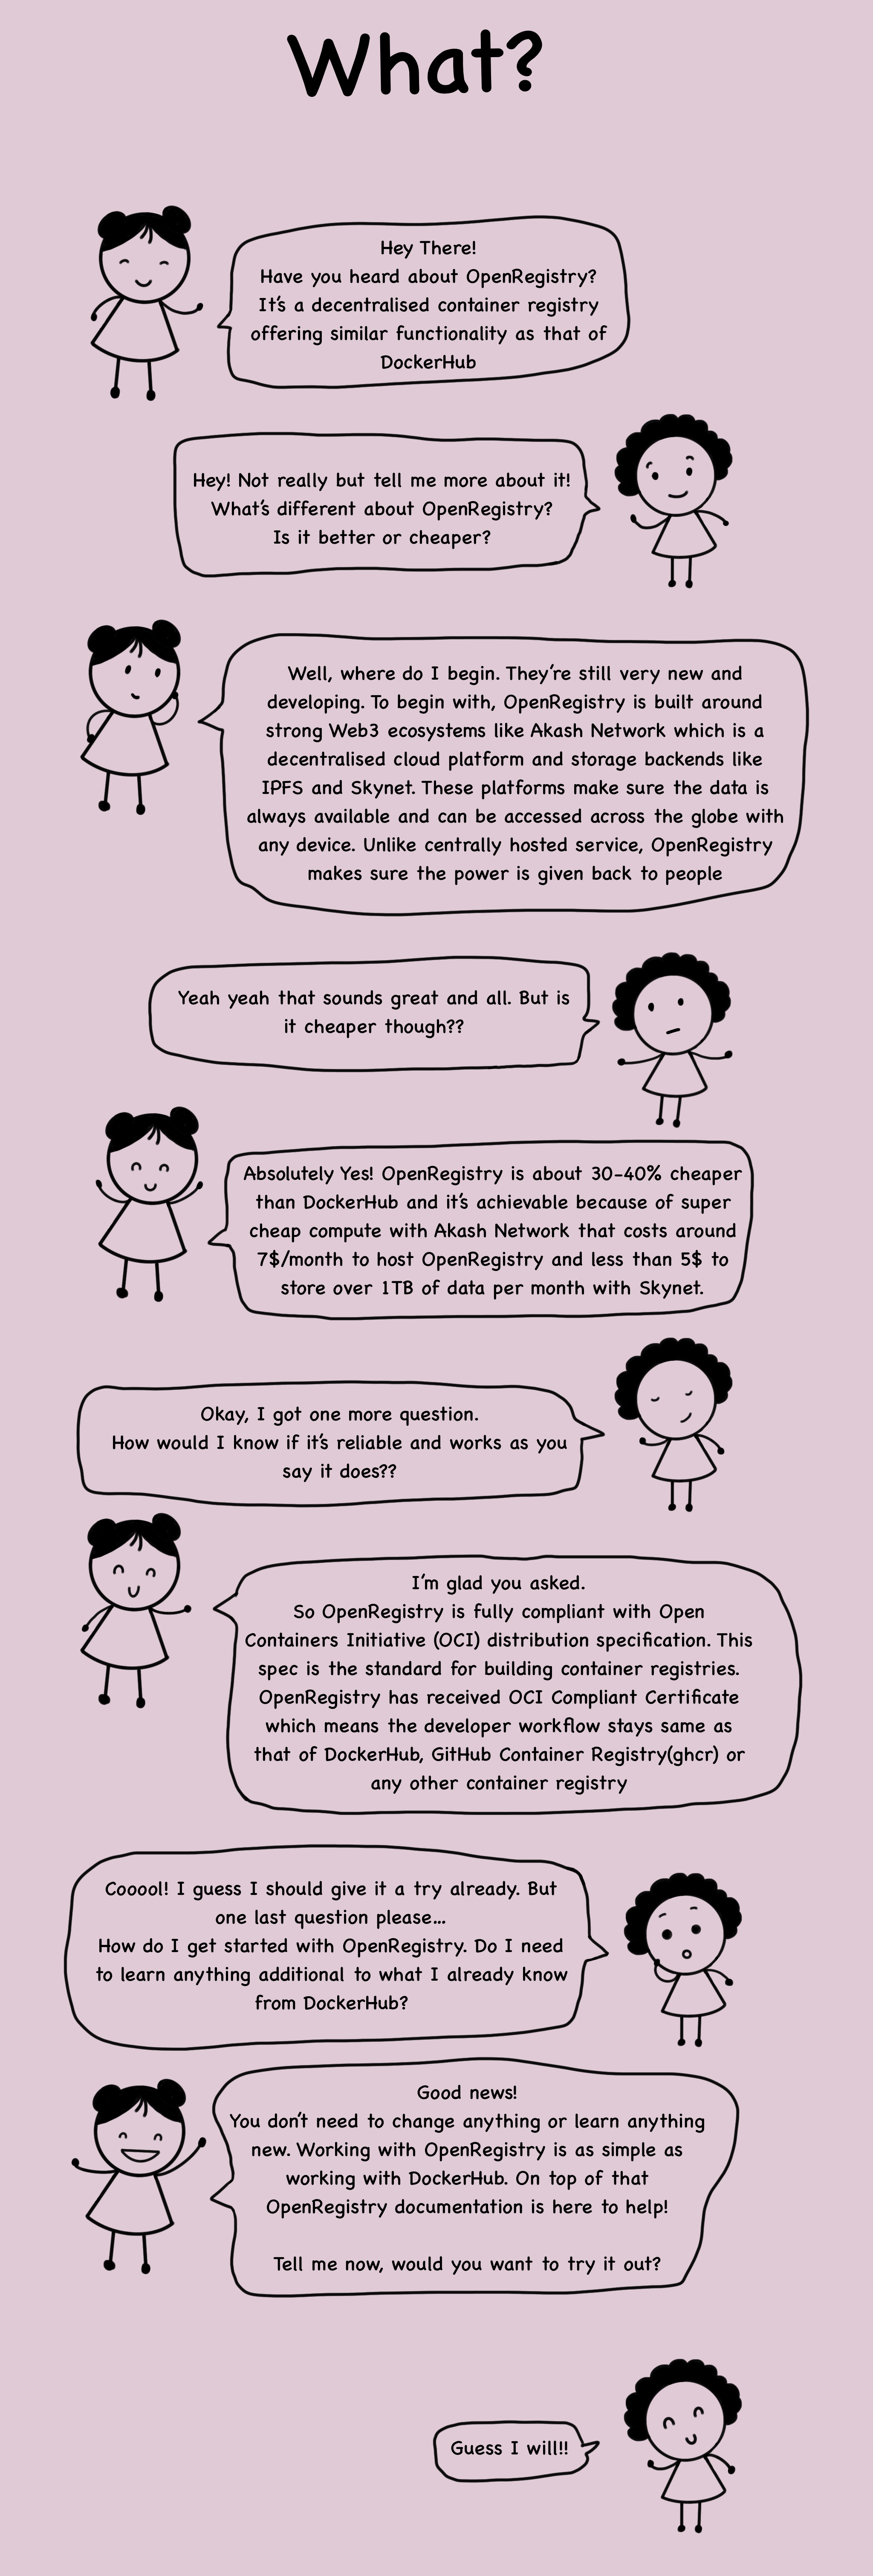 What?
Hey There!
Have you heard about OpenRegistry?
It's a decentralised container registry
offering similar functionality as that of
DockerHub
Hey! Not really but tell me more about it!
What's different about OpenRegistry?
Is it better or cheaper?
Well, where do I begin. They're still very new and
developing. To begin with, OpenRegistry is built around
strong Web3 ecosystems like Akash Network which is a
decentralised cloud platform and storage backends like
IPFS and Skynet. These platforms make sure the data is
always available and can be accessed across the globe with
any device. Unlike centrally hosted service, OpenRegistry
makes sure the power is given back to people
Yeah yeah that sounds great and all. But is
it cheaper though??
Absolutely Yes! OpenRegistry is about 30-40% cheaper
than DockerHub and it's achievable because of super
cheap compute with Akash Network that costs around
7$/month to host OpenRegistry and less than 5$ to
store over 1TB of data per month with Skynet.
Okay, I got one more question.
How would I know if it's reliable and works as you
say it does??
I'm glad you asked.
So OpenRegistry is fully compliant with Open
Containers Initiative (OCI) distribution specification. This
spec is the standard for building container registries.
OpenRegistry has received OCI Compliant Certificate
which means the developer workflow stays same as
that of DockerHub, GitHub Container Registry(ghcr) or
any other container registry
Cooool! I guess I should give it a try already. But
one last question please...
How do I get started with OpenRegistry. Do I need
to learn anything additional to what I already know
from DockerHub?
Good news!
You don't need to change anything or learn anything
new. Working with OpenRegistry is as simple as
working with DockerHub. On top of that
OpenRegistry documentation is here to help!
Tell me now, would you want to try it out?
Guess I will!!